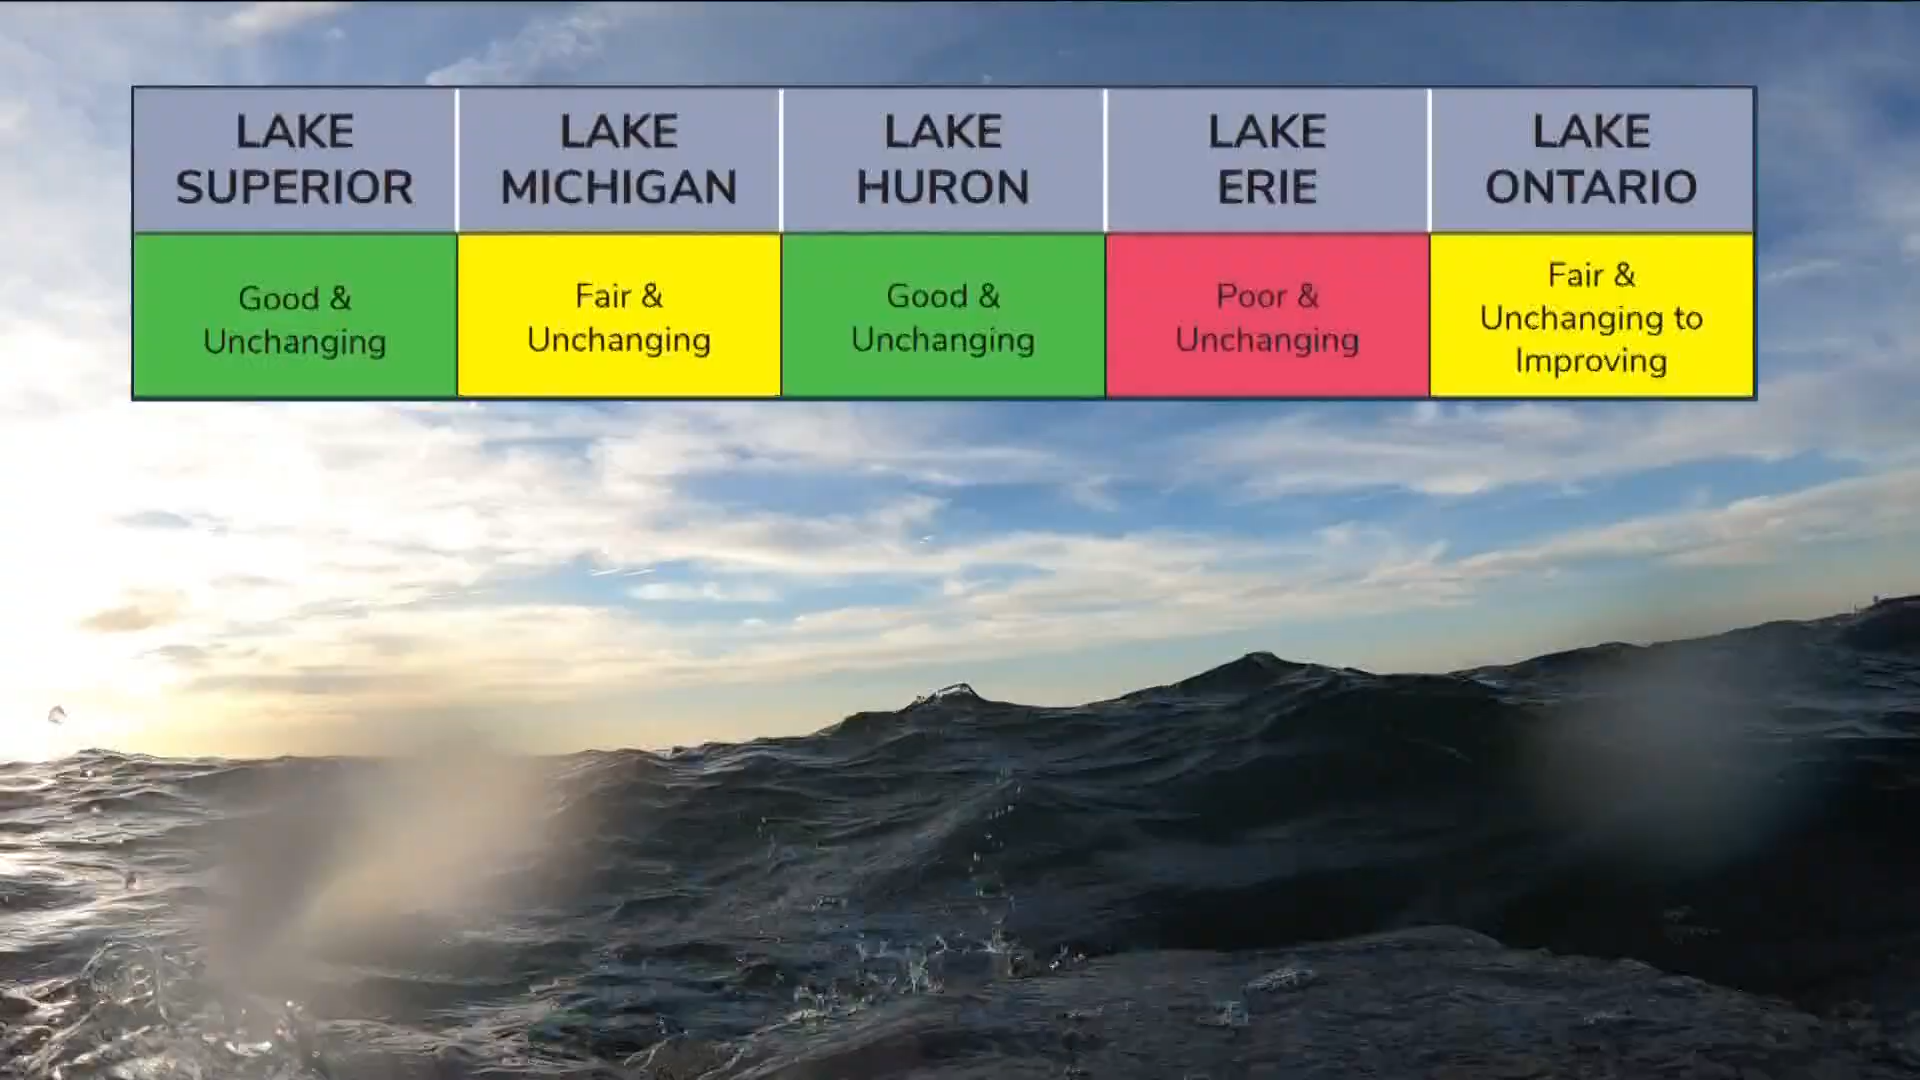 LAKE
SUPERIOR
LAKE
MICHIGAN
LAKE
HURON
LAKE
ERIE
LAKE
ONTARIO
Good &
Unchanging
Fair &
Unchanging
Good &
Unchanging
Poor &
Unchanging
Fair &
Unchanging to
Improving